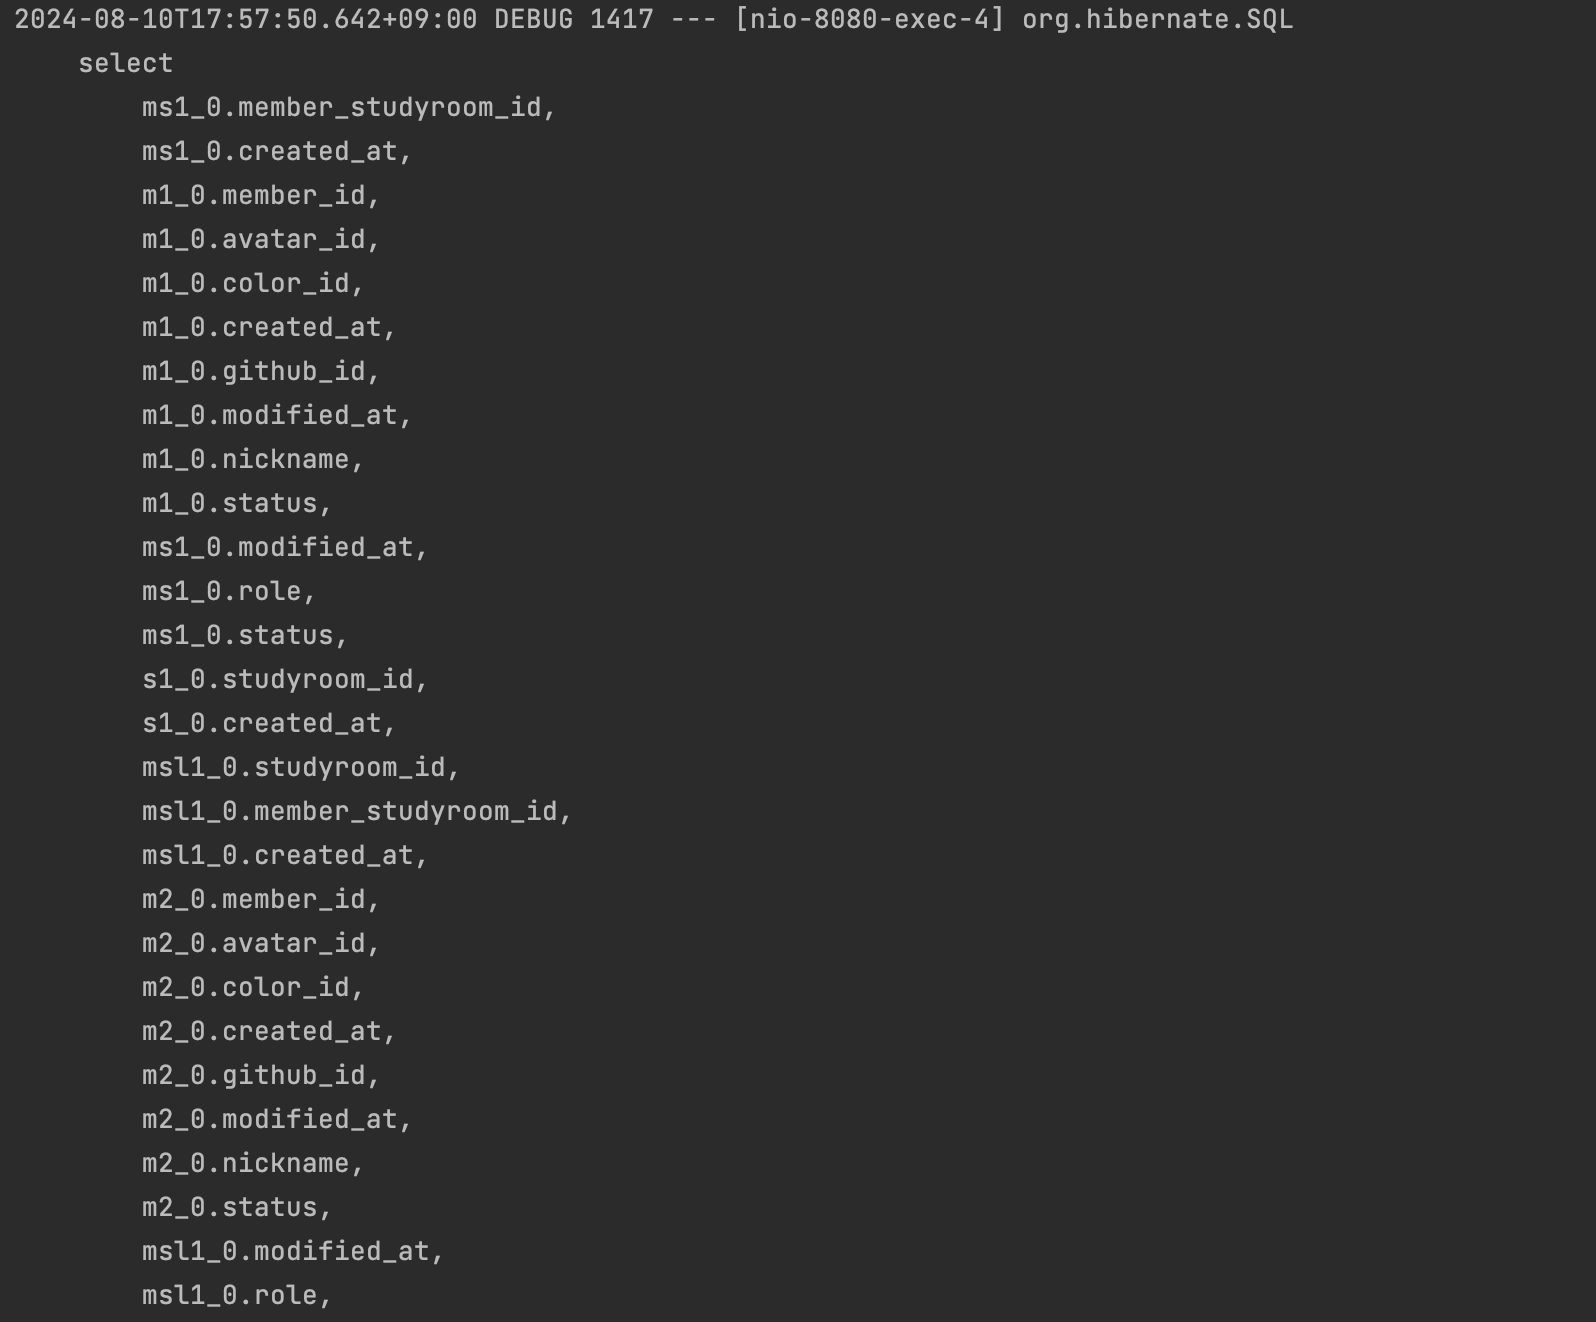 2024-08-10T17:57:50.642+09:00 DEBUG 1417 --- [nio-8080-exec-4] org.hibernate.SQL
select
ms1_0.member_studyroom_id,
ms1_0.created_at,
m1_0.member_id,
m1_0.avatar_id,
m1_0.color_id,
m1_0.created_at,
m1_0.github_id,
m1_0.modified_at,
m1_0.nickname,
m1_0.status,
ms1_0.modified_at,
ms1_0.role,
ms1_0.status,
s1_0.studyroom_id,
s1_0.created_at,
msl1_0.studyroom_id,
msl1_0.member_studyroom_id,
msl1_0.created_at,
m2_0.member_id,
m2_0.avatar_id,
m2_0.color_id,
m2_0.created_at,
m2_0.github_id,
m2_0.modified_at,
m2_0.nickname,
m2_0.status,
msl1_0.modified_at,
msl1_0.role,